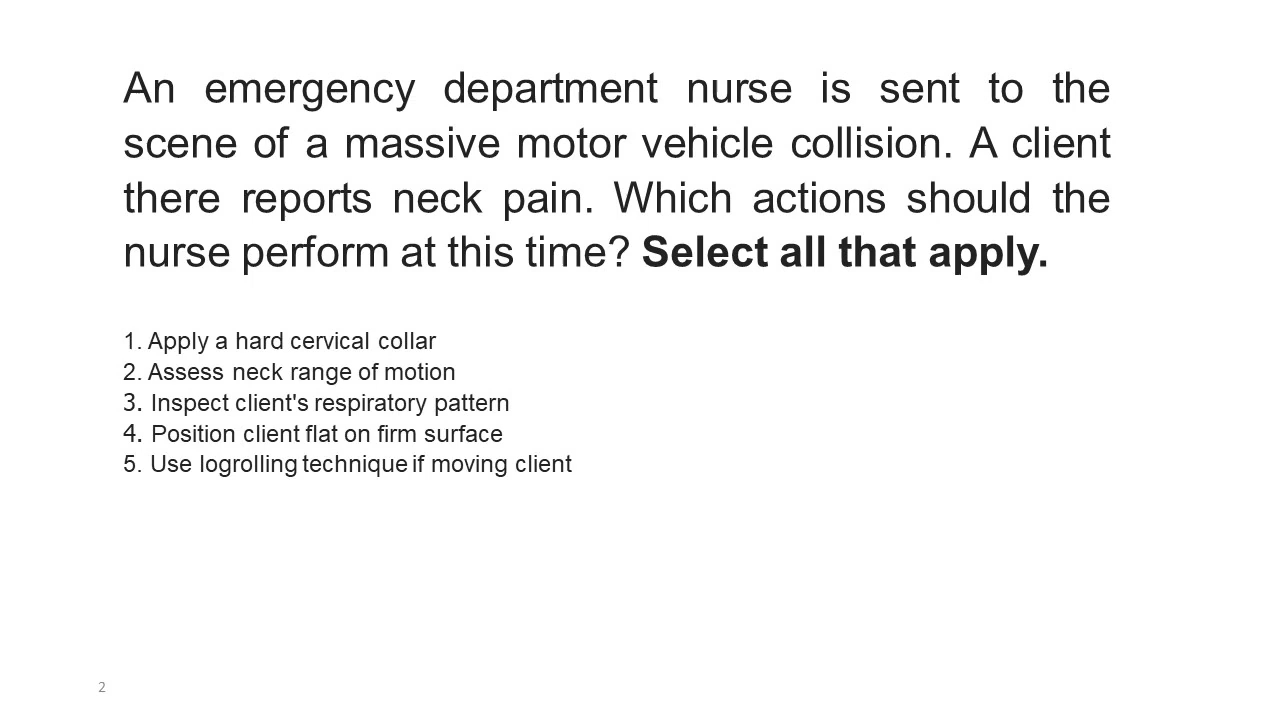 An emergency department nurse is sent to the
scene of a massive motor vehicle collision. A client
there reports neck pain. Which actions should the
nurse perform at this time? Select all that apply.
1. Apply a hard cervical collar
2. Assess neck range of motion
3. Inspect client's respiratory pattern
4. Position client flat on firm surface
5. Use logrolling technique if moving client
2